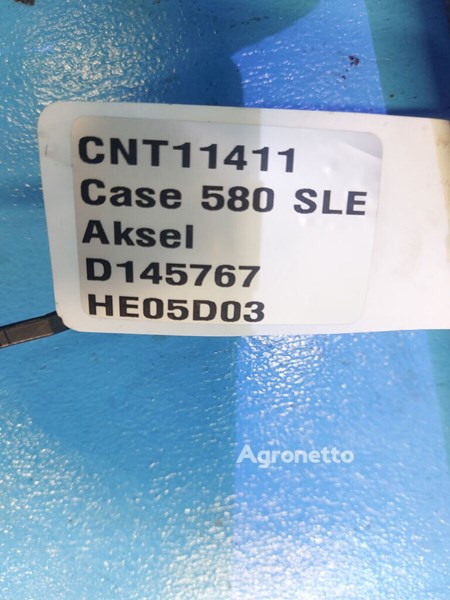 CNT11411
Case 580 SLE
Aksel
D145767
HE05D03
Agronetto